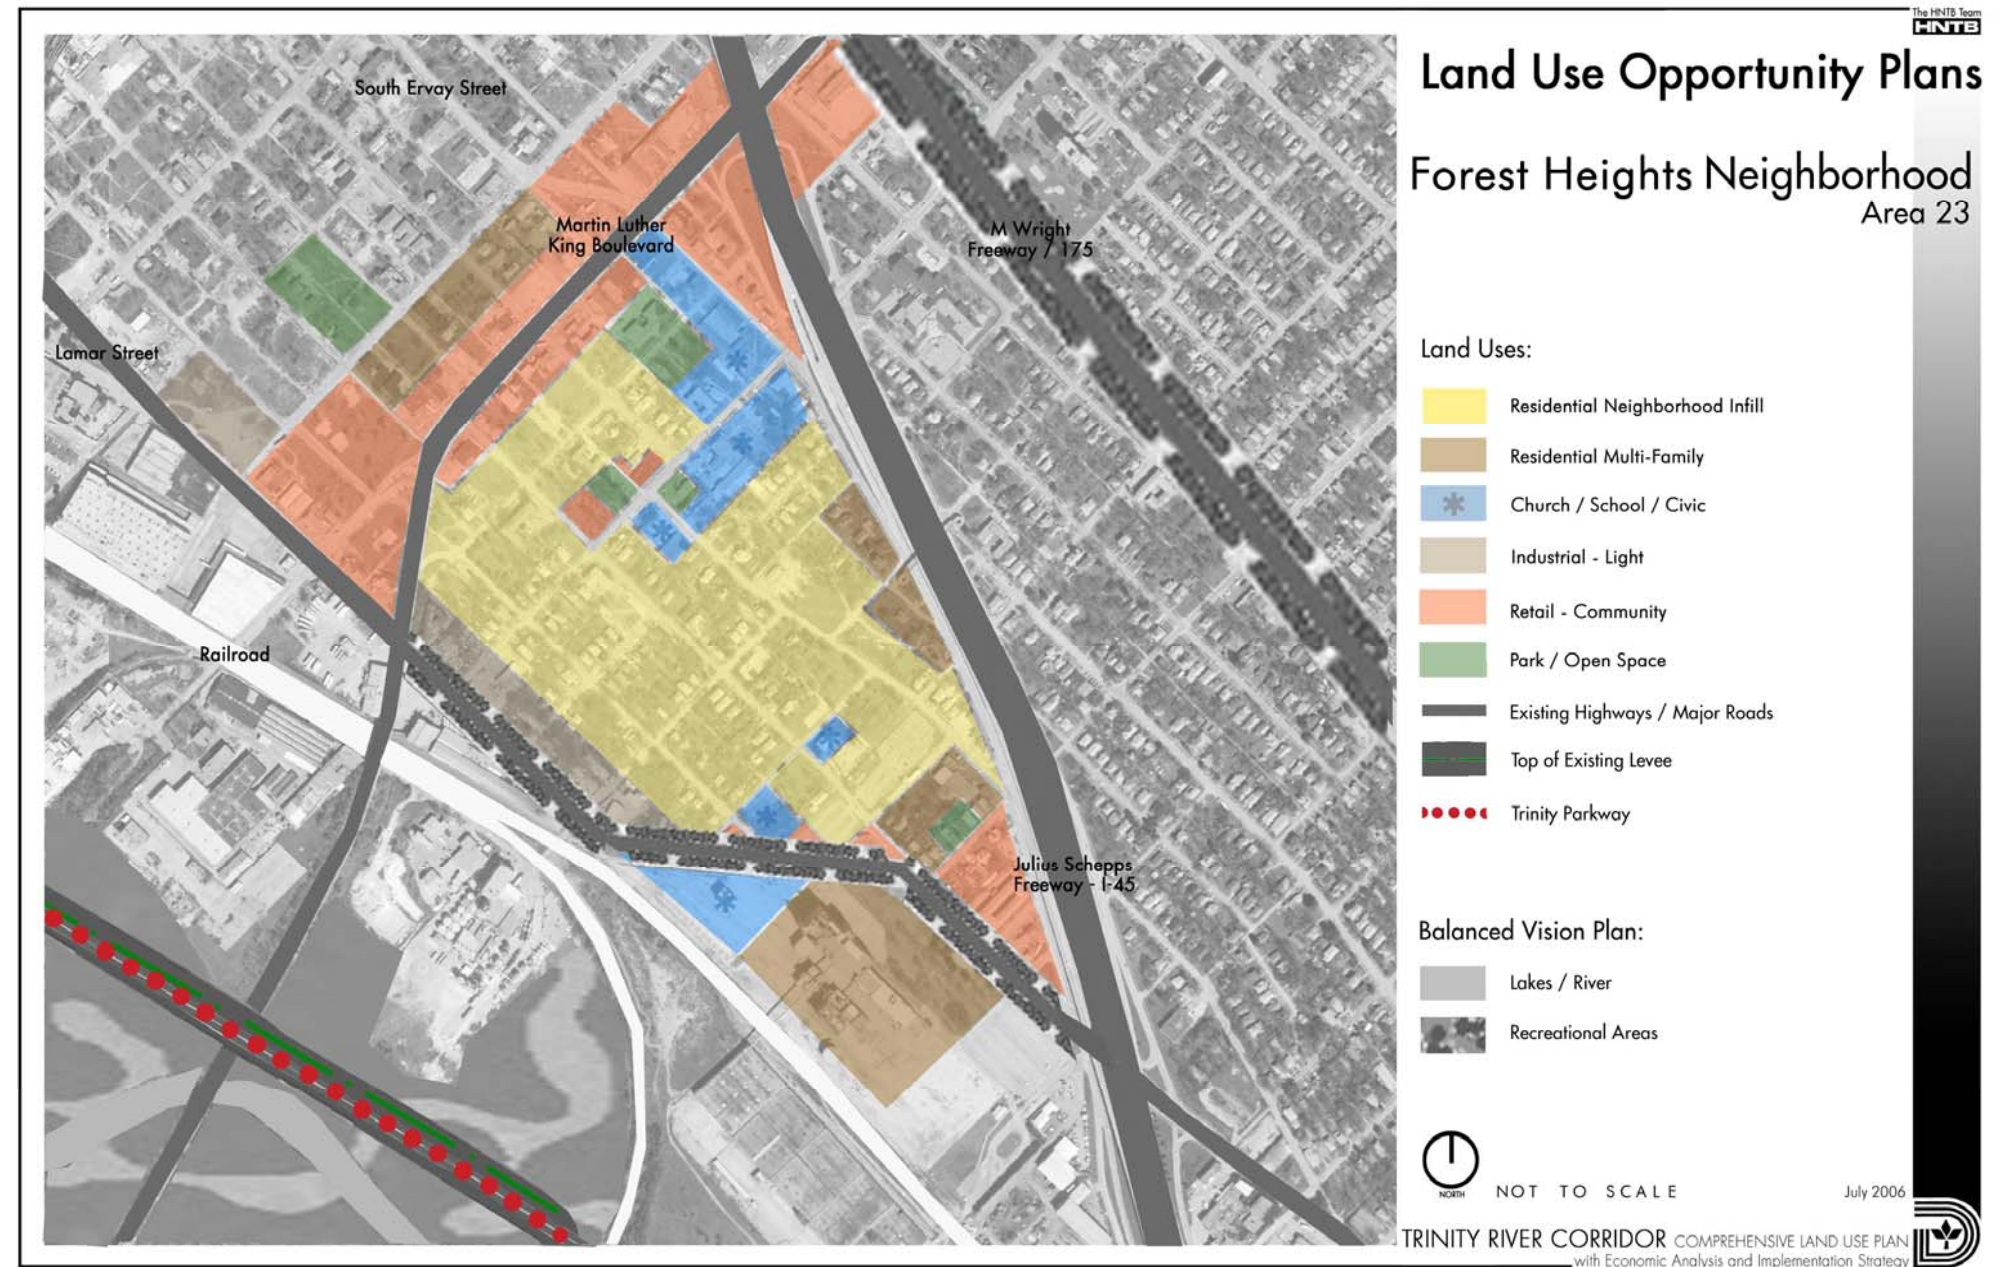 The HNTB Team
HNTB
Land Use Opportunity Plans
Forest Heights Neighborhood
Area 23
South Ervay Street
Martin Luther
King Boulevard
M Wright
Freeway / 175
Lamar Street
Railroad
Julius Schepps
Freeway - I-45
Land Uses:
Residential Neighborhood Infill
Residential Multi-Family
Church / School / Civic
Industrial - Light
Retail - Community
Park / Open Space
Existing Highways / Major Roads
Top of Existing Levee
Trinity Parkway
Balanced Vision Plan:
Lakes / River
Recreational Areas
NORTH
NOT TO SCALE
July 2006
TRINITY RIVER CORRIDOR COMPREHENSIVE LAND USE PLAN
with Economic Analysis and Implementation Strategy